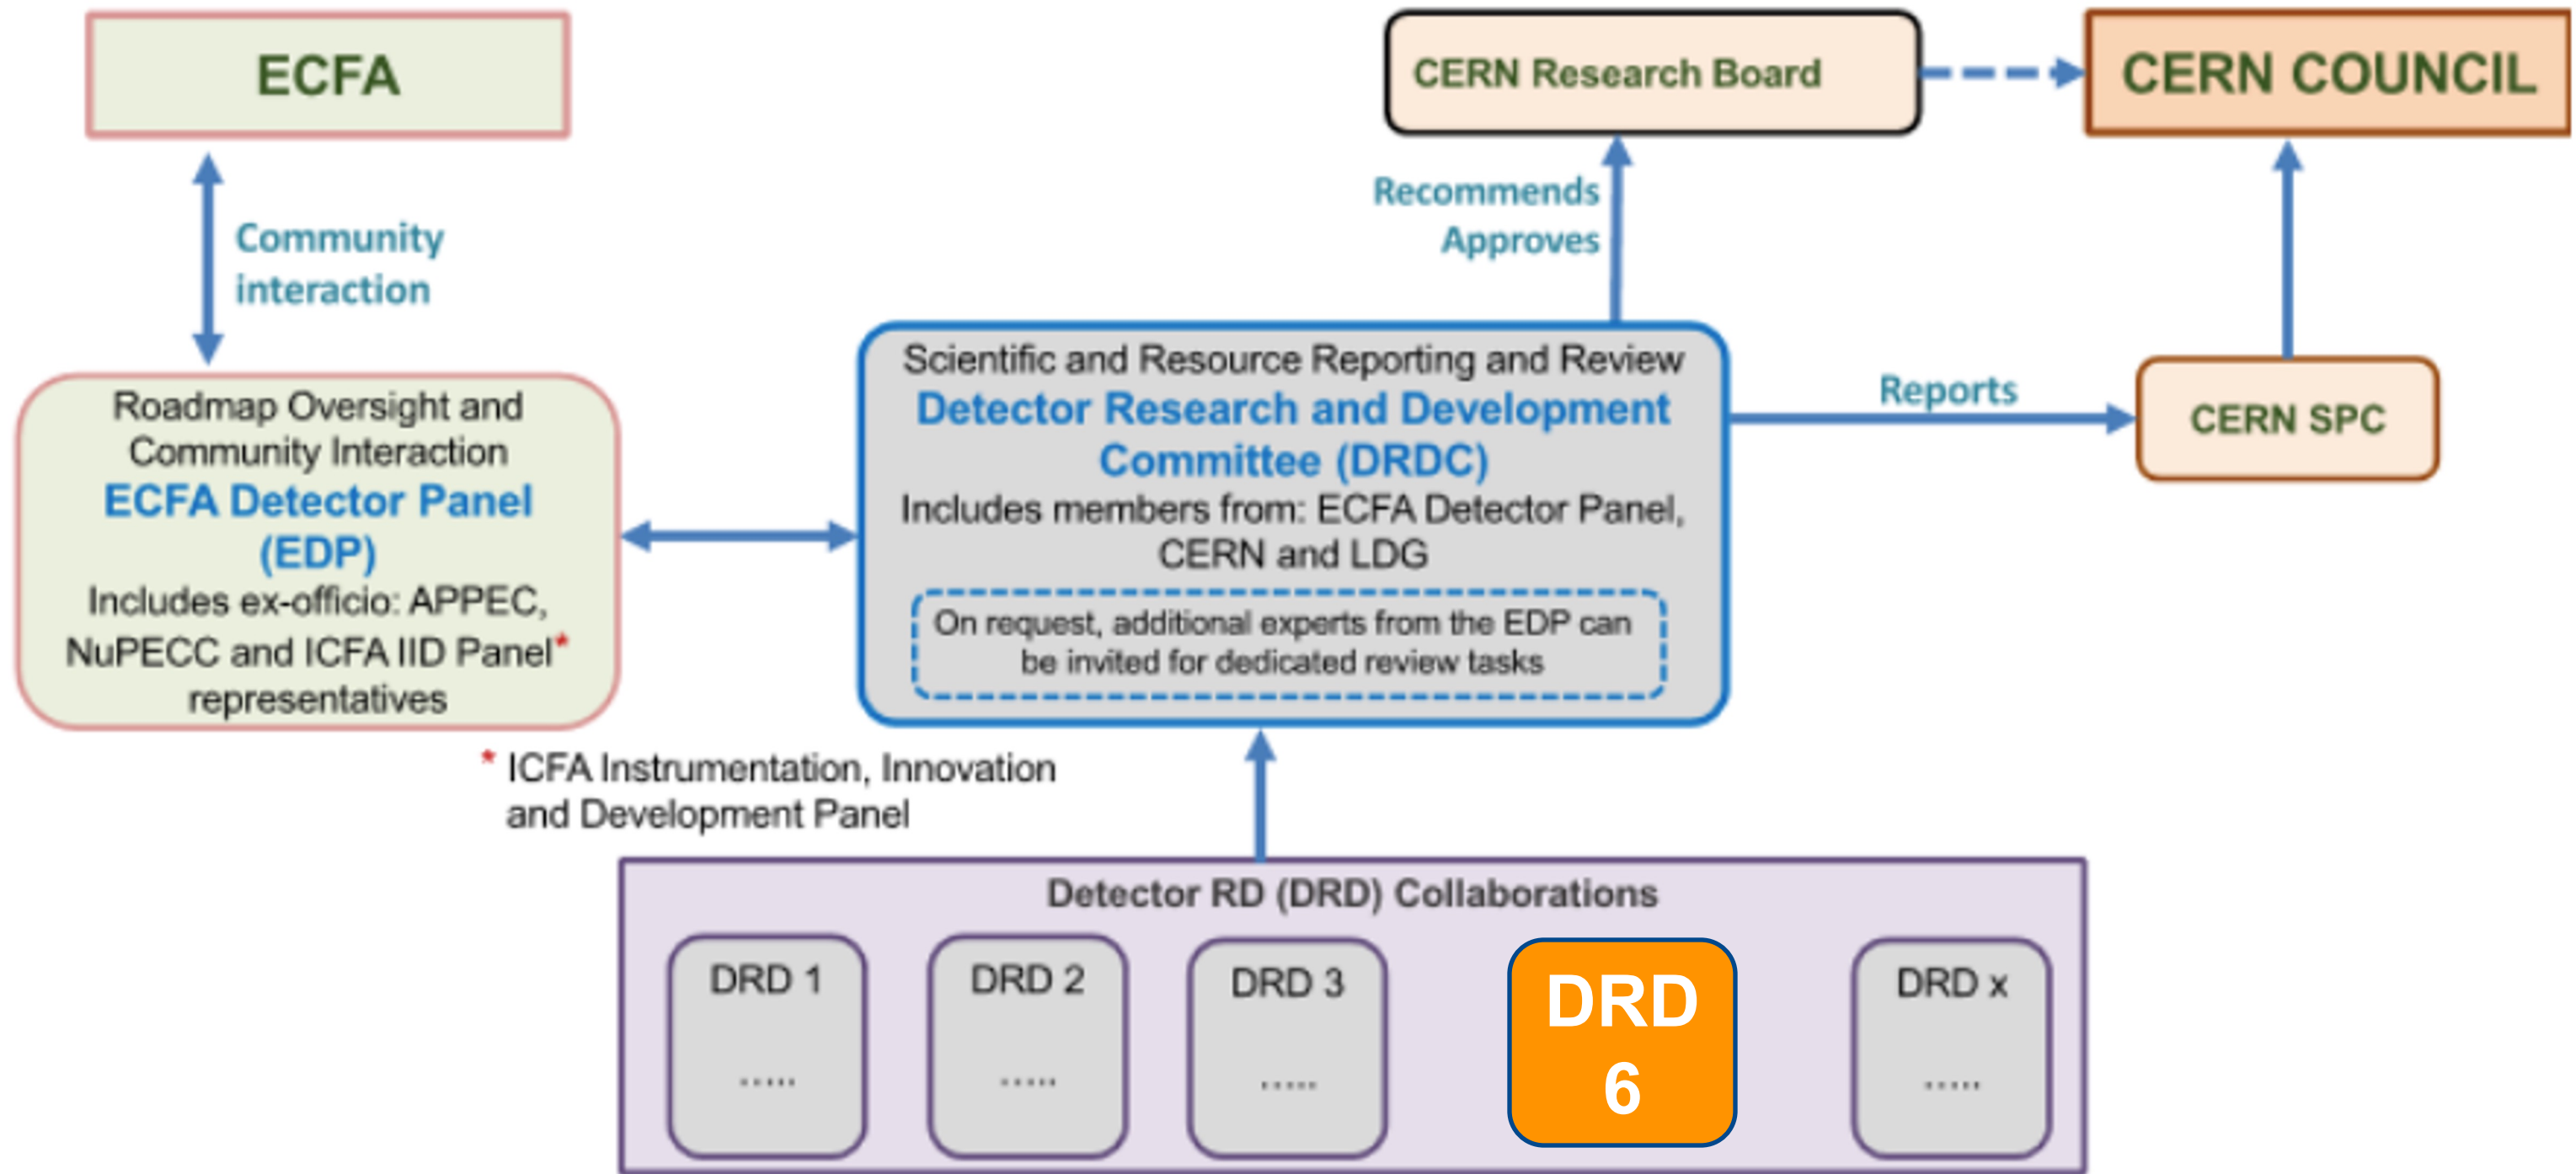 ECFA
CERN Research Board
CERN COUNCIL
Community
interaction
Recommends
Approves
Roadmap Oversight and
Community Interaction
ECFA Detector Panel
(EDP)
Includes ex-officio: APPEC,
NuPECC and ICFA IID Panel*
representatives
Scientific and Resource Reporting and Review
Detector Research and Development
Committee (DRDC)
Includes members from: ECFA Detector Panel,
CERN and LDG
On request, additional experts from the EDP can
be invited for dedicated review tasks
Reports
CERN SPC
* ICFA Instrumentation, Innovation
and Development Panel
Detector RD (DRD) Collaborations
DRD 1
.....
DRD 2
.....
DRD 3
.....
DRD
6
DRD x
.....